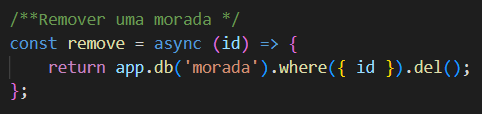 /**Remover uma morada */
const remove = async (id) => {
    return app.db('morada').where({ id }).del();
};